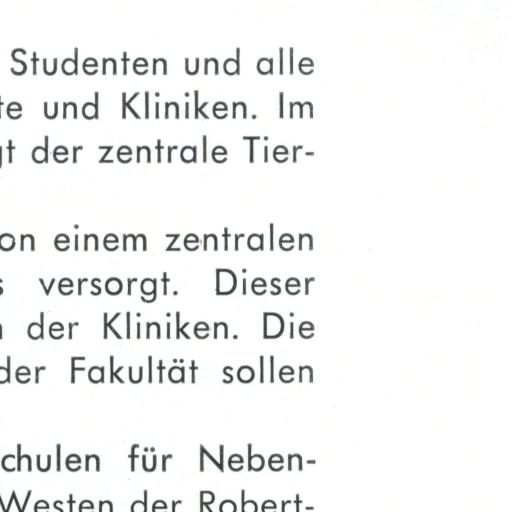 Studenten und alle
te und Kliniken. Im
gt der zentrale Tier-
on einem zentralen
s versorgt. Dieser
der Kliniken. Die
der Fakultät sollen
chulen für Neben-
Westen der Robert-